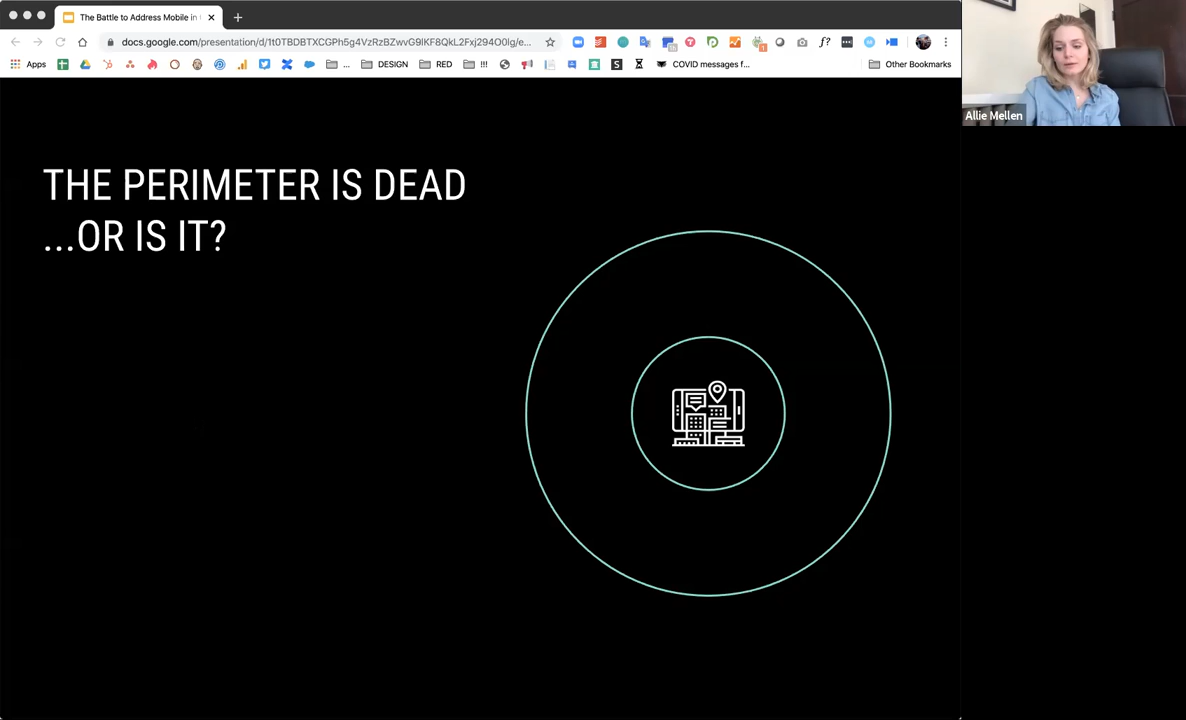 The Battle to Address Mobile in
docs.google.com/presentation/d/1t0TBDBTXCGPh5g4VzRzBZwvG9lKF8QkL2Fxj294O0lg/e...
Apps
...
DESIGN
RED
!!!
COVID messages f...
Other Bookmarks
Allie Mellen
THE PERIMETER IS DEAD
...OR IS IT?